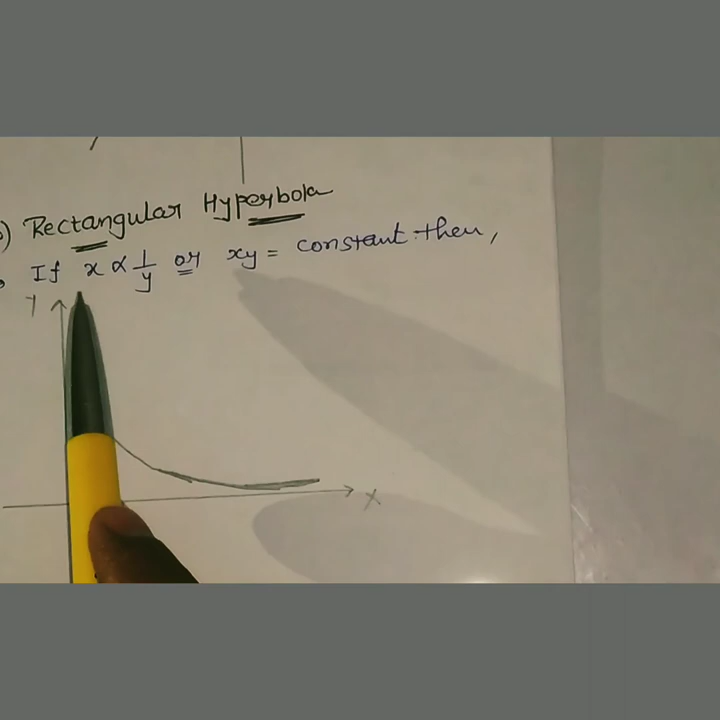 ) Rectangular Hyperbola
If x ∝ 1/y or xy = constant then,
Y
X